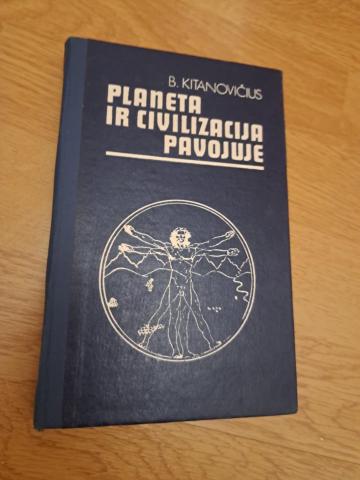 B. KITANOVIČIUS
PLANETA
IR CIVILIZACIJA
PAVOJUJE